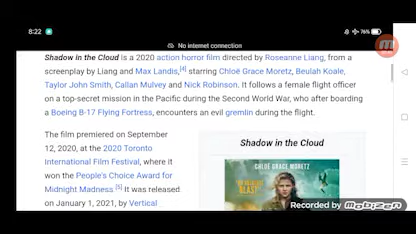 8:22
76%
No internet connection
Shadow in the Cloud is a 2020 action horror film directed by Roseanne Liang, from a
screenplay by Liang and Max Landis,[4] starring Chloë Grace Moretz, Beulah Koale,
Taylor John Smith, Callan Mulvey and Nick Robinson. It follows a female flight officer
on a top-secret mission in the Pacific during the Second World War, who after boarding
a Boeing B-17 Flying Fortress, encounters an evil gremlin during the flight.
The film premiered on September
12, 2020, at the 2020 Toronto
International Film Festival, where it
won the People's Choice Award for
Midnight Madness.[5] It was released
on January 1, 2021, by Vertical
Shadow in the Cloud
CHLOË GRACE MORETZ
BLAST
Recorded by
MOBIZEN